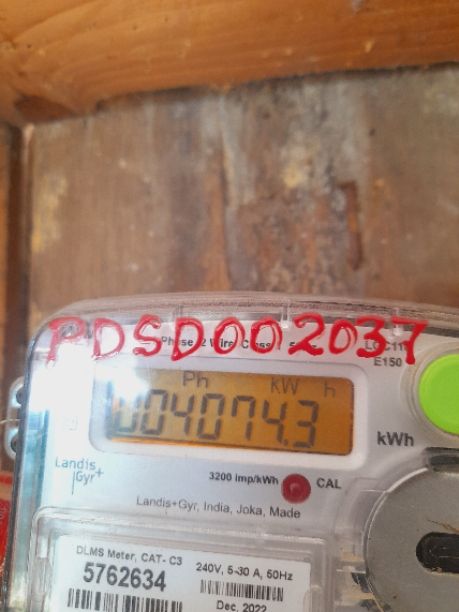 PDSD002037
Phase, 2 Wire, Class 1
E150
Ph kW h
004074.3
kWh
Landis+
Gyr
3200 imp/kWh CAL
Landis+Gyr, India, Joka, Made
DLMS Meter, CAT- C3
5762634
240V, 5-30 A, 50Hz
Dec, 2022